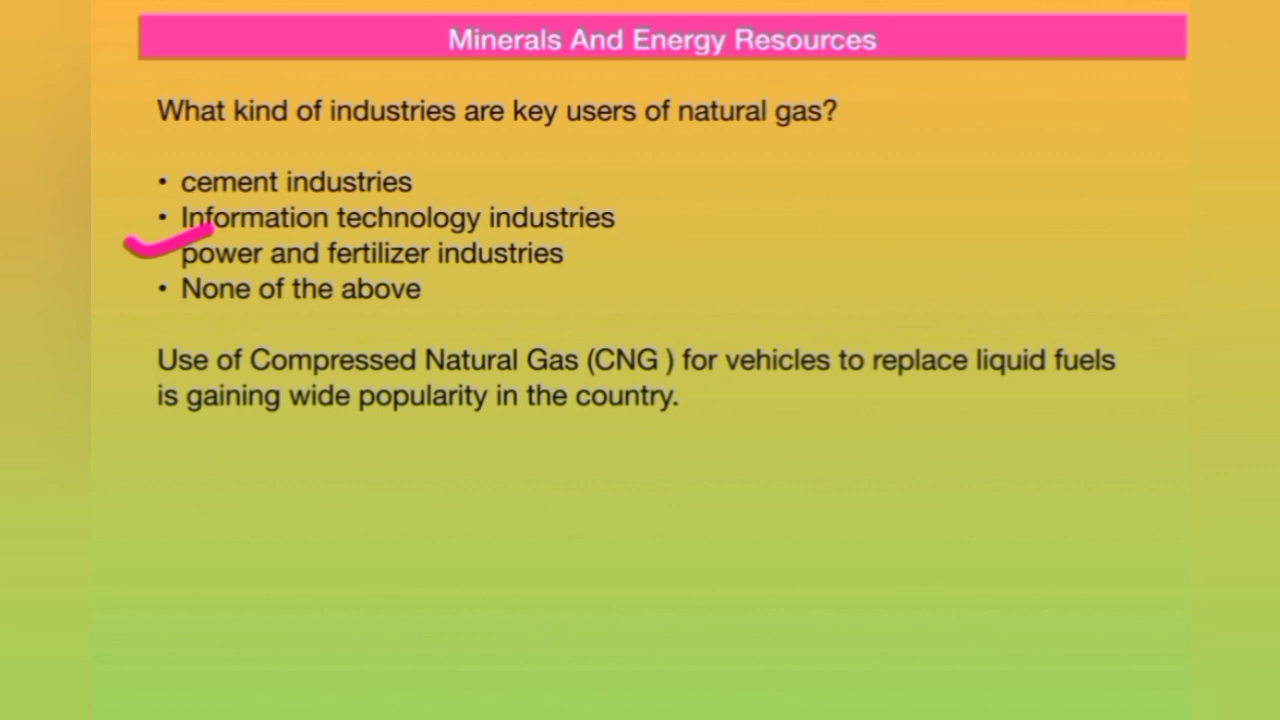 Minerals And Energy Resources
What kind of industries are key users of natural gas?
• cement industries
• Information technology industries
power and fertilizer industries
• None of the above
Use of Compressed Natural Gas (CNG ) for vehicles to replace liquid fuels
is gaining wide popularity in the country.